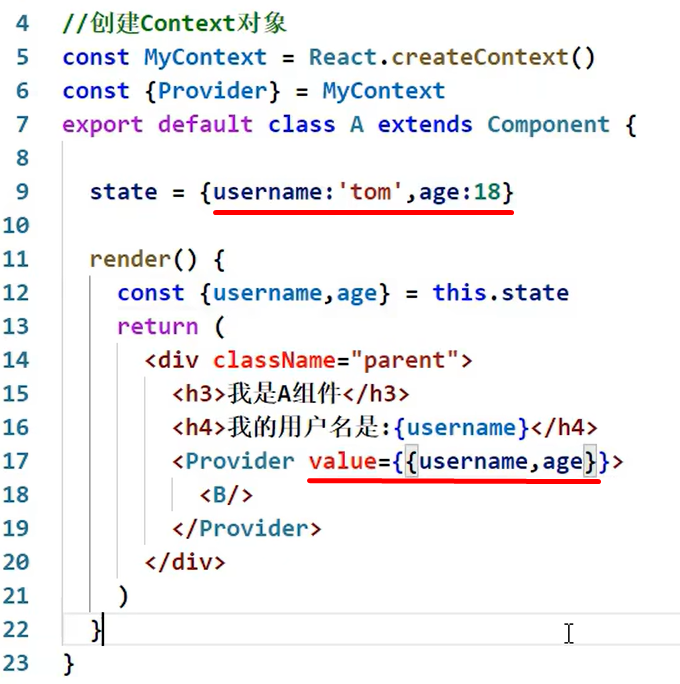 4 //创建Context对象
5 const MyContext = React.createContext()
6 const {Provider} = MyContext
7 export default class A extends Component {
8
9 state = {username:'tom',age:18}
10
11 render() {
12 const {username,age} = this.state
13 return (
14 <div className="parent">
15 <h3>我是A组件</h3>
16 <h4>我的用户名是:{username}</h4>
17 <Provider value={{username,age}}>
18 <B/>
19 </Provider>
20 </div>
21 )
22 }
23 }